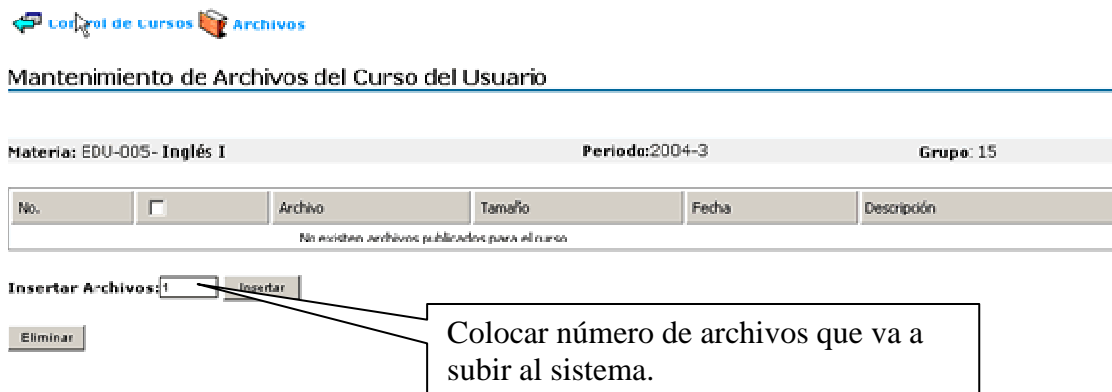 Control de Cursos Archivos
Mantenimiento de Archivos del Curso del Usuario
Materia: EDU-005- Inglés I Periodo:2004-3 Grupo: 15
No. Archivo Tamaño Fecha Descripción
No existen archivos publicados para el curso
Insertar Archivos: 1 Insertar
Eliminar
Colocar número de archivos que va a
subir al sistema.